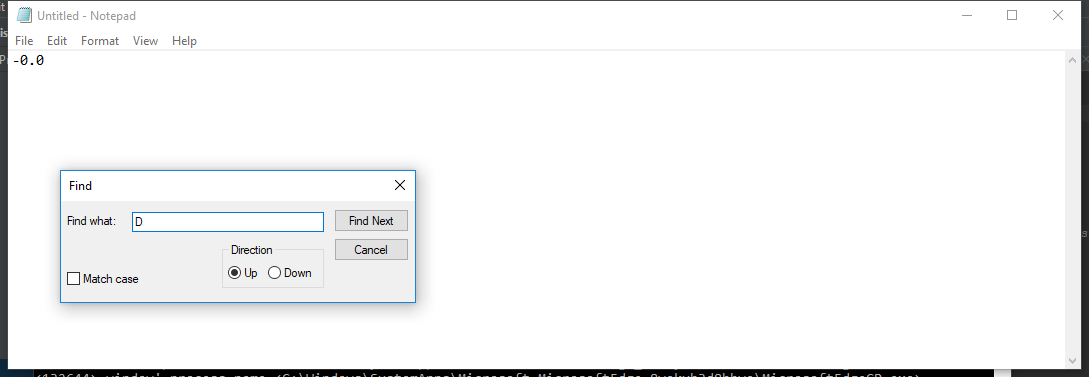 Untitled - Notepad
File Edit Format View Help
-0.0
Find
Find what: D Find Next
Cancel
Direction
Up Down
Match case